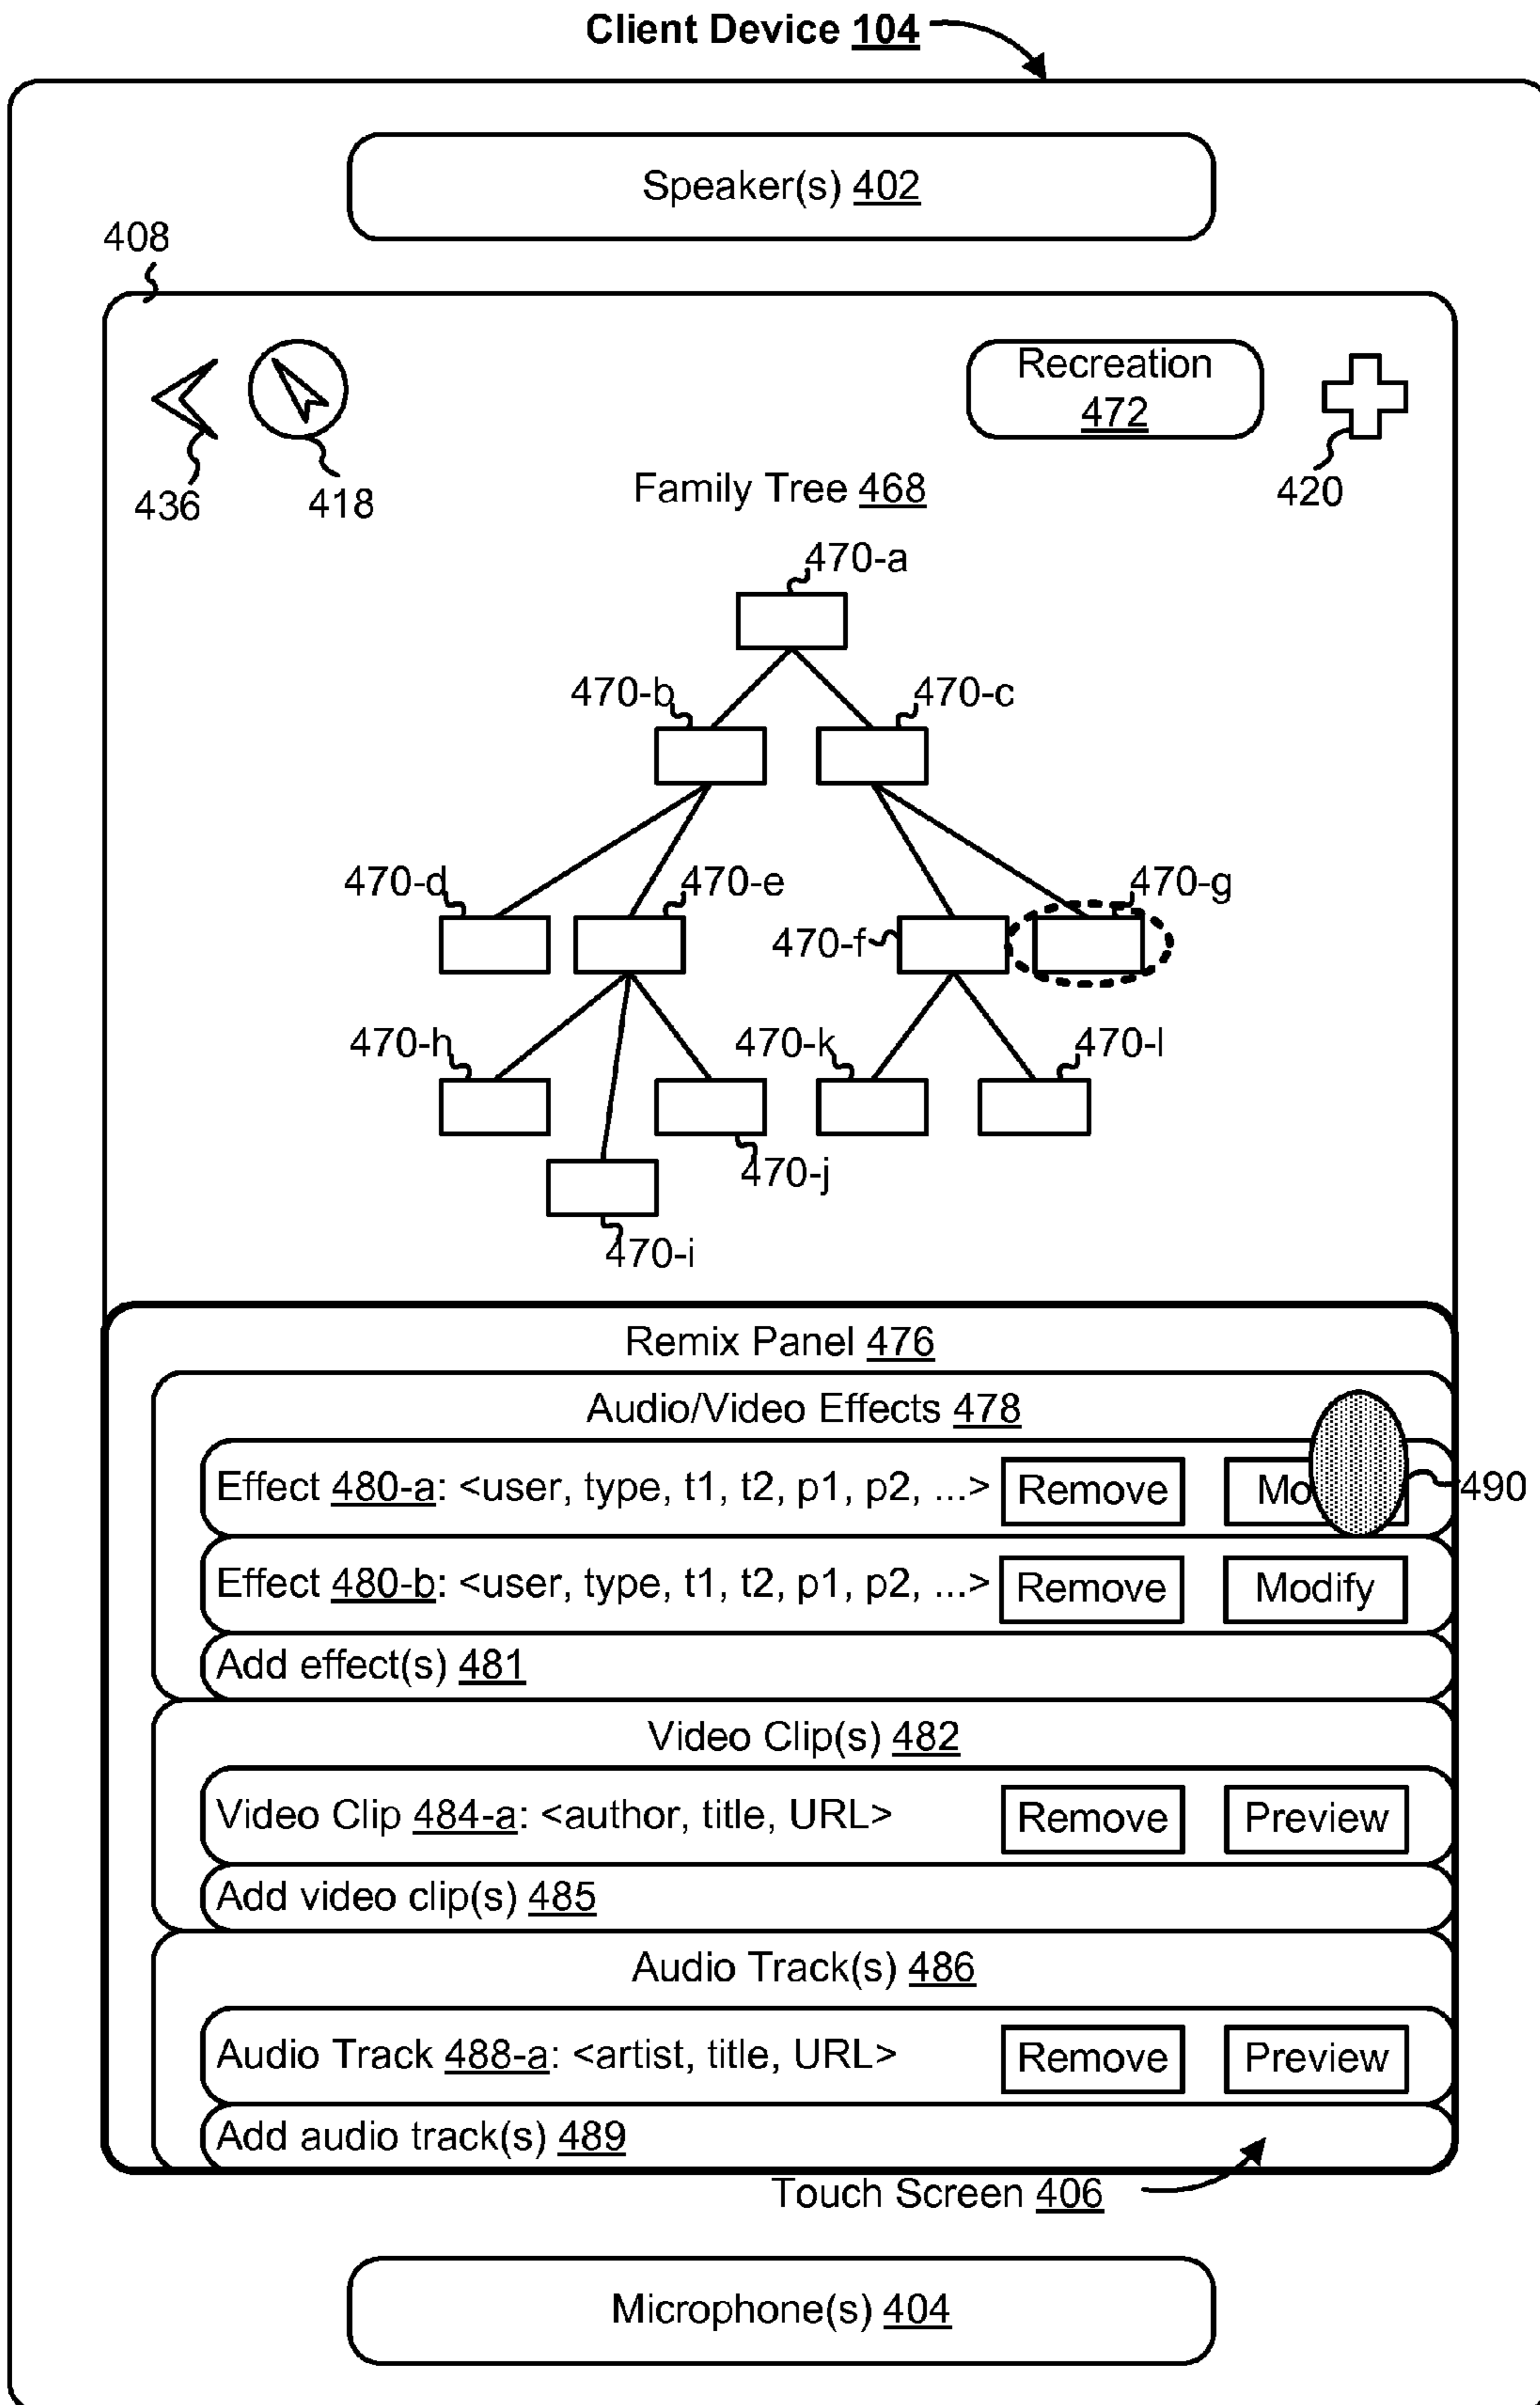 Client Device 104
Speaker(s) 402
408
Recreation
472
436
418
420
Family Tree 468
470-a
470-b
470-c
470-d
470-e
470-f
470-g
470-h
470-k
470-l
470-j
470-i
Remix Panel 476
Audio/Video Effects 478
Effect 480-a: <user, type, t1, t2, p1, p2, ...> Remove Mo
490
Effect 480-b: <user, type, t1, t2, p1, p2, ...> Remove Modify
Add effect(s) 481
Video Clip(s) 482
Video Clip 484-a: <author, title, URL> Remove Preview
Add video clip(s) 485
Audio Track(s) 486
Audio Track 488-a: <artist, title, URL> Remove Preview
Add audio track(s) 489
Touch Screen 406
Microphone(s) 404